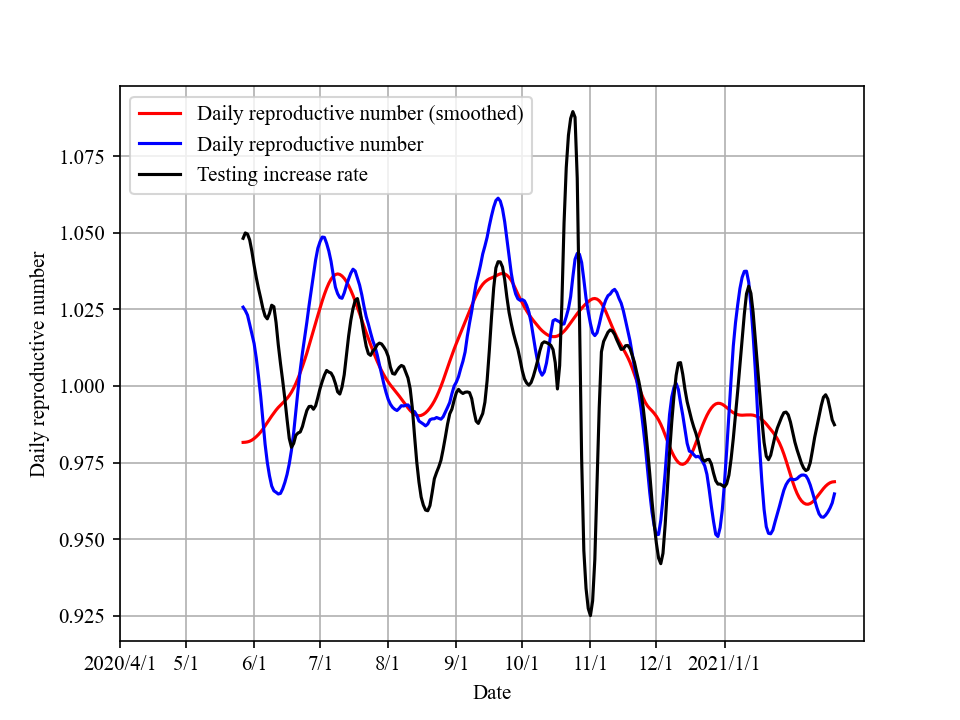 Daily reproductive number (smoothed)
Daily reproductive number
Testing increase rate
Daily reproductive number
1.075
1.050
1.025
1.000
0.975
0.950
0.925
2020/4/1 5/1 6/1 7/1 8/1 9/1 10/1 11/1 12/1 2021/1/1
Date